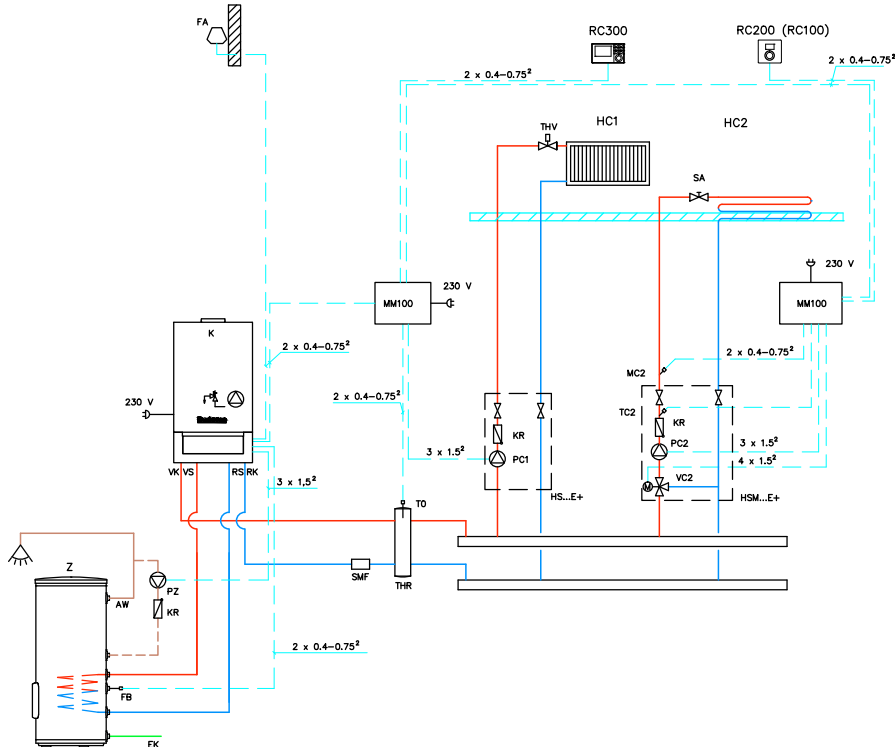 FA
RC300
RC200 (RC100)
2 x 0.4-0.75²
2 x 0.4-0.75²
THV
HC1
HC2
SA
230 V
230 V
MM100
MM100
K
2 x 0.4-0.75²
2 x 0.4-0.75²
MC2
230 V
2 x 0.4-0.75²
TC2
KR
KR
PC2
3 x 1.5²
3 x 1.5²
PC1
4 x 1.5²
VK VS
RS RK
VC2
M
3 x 1,5²
HS...E+
HSM...E+
TO
Z
SMF
THR
PZ
AW
KR
2 x 0.4-0.75²
FB
EK